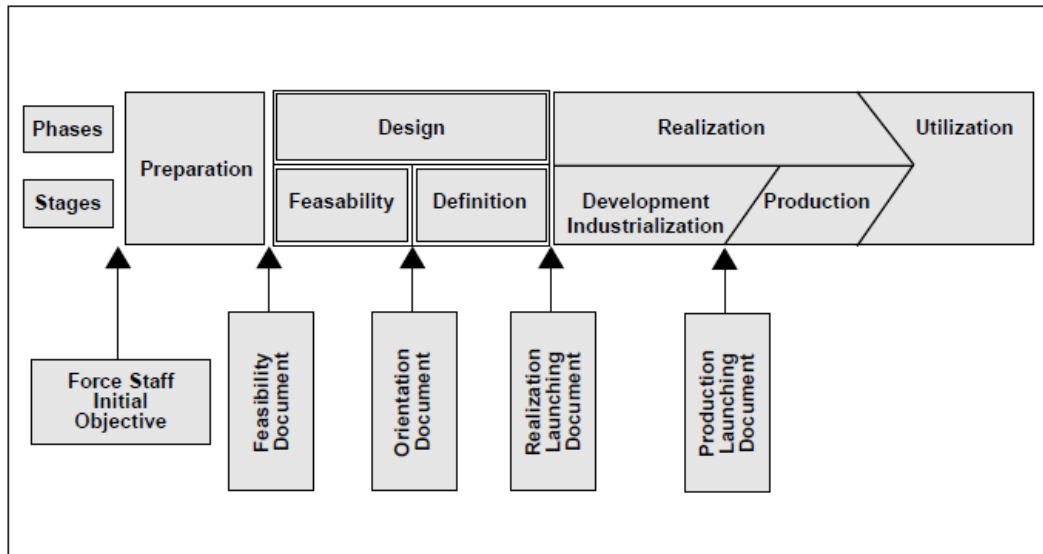 Phases
Stages
Preparation
Design
Feasability
Definition
Realization
Development
Industrialization
Production
Utilization
Force Staff
Initial
Objective
Feasibility
Document
Orientation
Document
Realization
Launching
Document
Production
Launching
Document